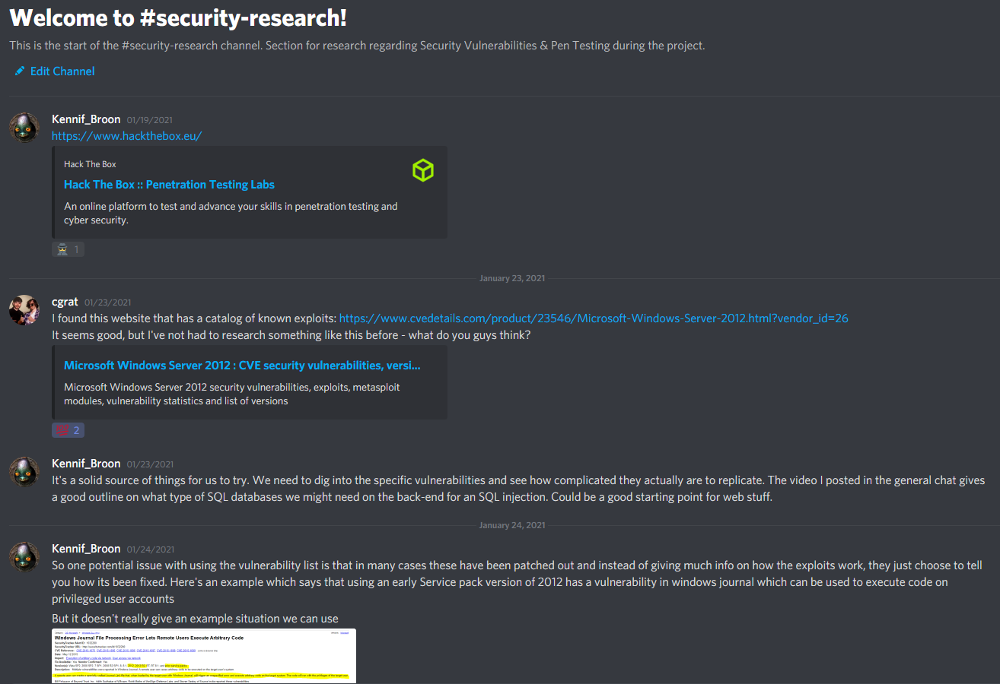 Welcome to #security-research!
This is the start of the #security-research channel. Section for research regarding Security Vulnerabilities & Pen Testing during the project.
Edit Channel
Kennif_Broon 01/19/2021
https://www.hackthebox.eu/
Hack The Box
Hack The Box :: Penetration Testing Labs
An online platform to test and advance your skills in penetration testing and
cyber security.
1
January 23, 2021
cgrat 01/23/2021
I found this website that has a catalog of known exploits: https://www.cvedetails.com/product/23546/Microsoft-Windows-Server-2012.html?vendor_id=26
It seems good, but I've not had to research something like this before - what do you guys think?
Microsoft Windows Server 2012 : CVE security vulnerabilities, versi...
Microsoft Windows Server 2012 security vulnerabilities, exploits, metasploit
modules, vulnerability statistics and list of versions
2
Kennif_Broon 01/23/2021
It's a solid source of things for us to try. We need to dig into the specific vulnerabilities and see how complicated they actually are to replicate. The video I posted in the general chat gives
a good outline on what type of SQL databases we might need on the back-end for an SQL injection. Could be a good starting point for web stuff.
January 24, 2021
Kennif_Broon 01/24/2021
So one potential issue with using the vulnerability list is that in many cases these have been patched out and instead of giving much info on how the exploits work, they just choose to tell
you how its been fixed. Here's an example which says that using an early Service pack version of 2012 has a vulnerability in windows journal which can be used to execute code on
privileged user accounts
But it doesn't really give an example situation we can use
Windows Journal File Processing Error Lets Remote Users Execute Arbitrary Code